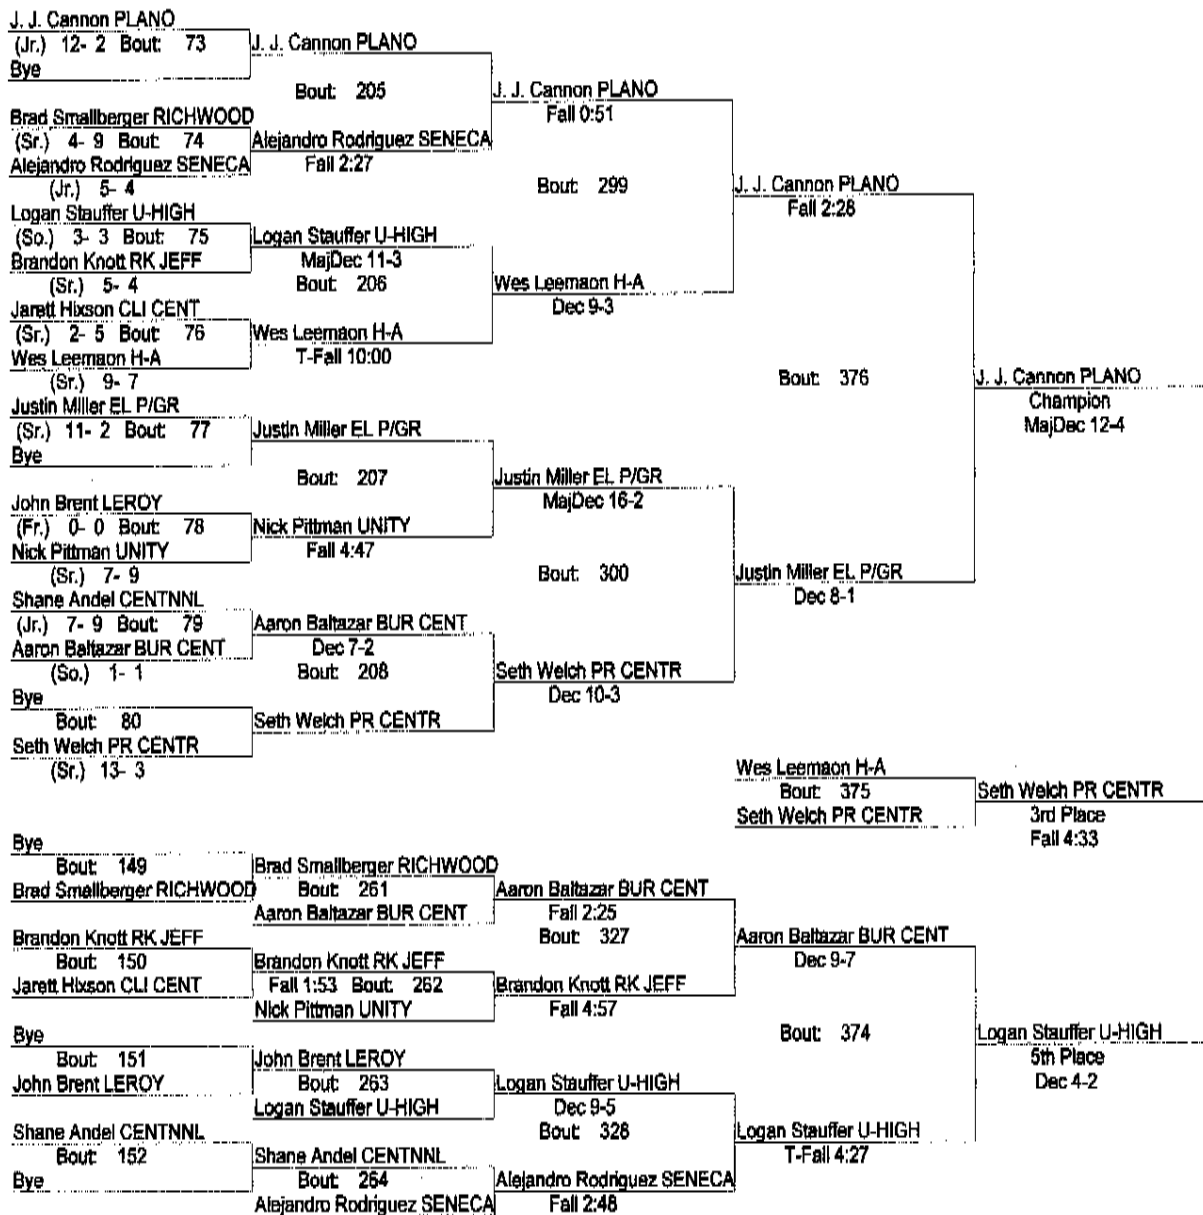 J. J. Cannon PLANO
(Jr.) 12- 2 Bout: 73
Bye
J. J. Cannon PLANO
Bout: 205
J. J. Cannon PLANO
Fall 0:51
Brad Smallberger RICHWOOD
(Sr.) 4- 9 Bout: 74
Alejandro Rodriguez SENECA
(Jr.) 5- 4
Alejandro Rodriguez SENECA
Fall 2:27
Bout: 299
J. J. Cannon PLANO
Fall 2:28
Logan Stauffer U-HIGH
(So.) 3- 3 Bout: 75
Brandon Knott RK JEFF
(Sr.) 5- 4
Logan Stauffer U-HIGH
MajDec 11-3
Bout: 206
Wes Leemaon H-A
Dec 9-3
Jarett Hixson CLI CENT
(Sr.) 2- 5 Bout: 76
Wes Leemaon H-A
(Sr.) 9- 7
Wes Leemaon H-A
T-Fall 10:00
Bout: 376
J. J. Cannon PLANO
Champion
MajDec 12-4
Justin Miller EL P/GR
(Sr.) 11- 2 Bout: 77
Bye
Justin Miller EL P/GR
Bout: 207
Justin Miller EL P/GR
MajDec 16-2
John Brent LEROY
(Fr.) 0- 0 Bout: 78
Nick Pittman UNITY
(Sr.) 7- 9
Nick Pittman UNITY
Fall 4:47
Bout: 300
Justin Miller EL P/GR
Dec 8-1
Shane Andel CENTNNL
(Jr.) 7- 9 Bout: 79
Aaron Baltazar BUR CENT
(So.) 1- 1
Aaron Baltazar BUR CENT
Dec 7-2
Bout: 208
Seth Welch PR CENTR
Dec 10-3
Bye
Bout: 80
Seth Welch PR CENTR
(Sr.) 13- 3
Seth Welch PR CENTR
Wes Leemaon H-A
Bout: 375
Seth Welch PR CENTR
Seth Welch PR CENTR
3rd Place
Fall 4:33
Bye
Bout: 149
Brad Smallberger RICHWOOD
Brad Smallberger RICHWOOD
Bout: 261
Aaron Baltazar BUR CENT
Aaron Baltazar BUR CENT
Fall 2:25
Bout: 327
Aaron Baltazar BUR CENT
Dec 9-7
Brandon Knott RK JEFF
Bout: 150
Jarett Hixson CLI CENT
Brandon Knott RK JEFF
Fall 1:53 Bout: 262
Nick Pittman UNITY
Brandon Knott RK JEFF
Fall 4:57
Bout: 374
Logan Stauffer U-HIGH
5th Place
Dec 4-2
Bye
Bout: 151
John Brent LEROY
John Brent LEROY
Bout: 263
Logan Stauffer U-HIGH
Logan Stauffer U-HIGH
Dec 9-5
Bout: 328
Logan Stauffer U-HIGH
T-Fall 4:27
Shane Andel CENTNNL
Bout: 152
Bye
Shane Andel CENTNNL
Bout: 264
Alejandro Rodriguez SENECA
Alejandro Rodriguez SENECA
Fall 2:48